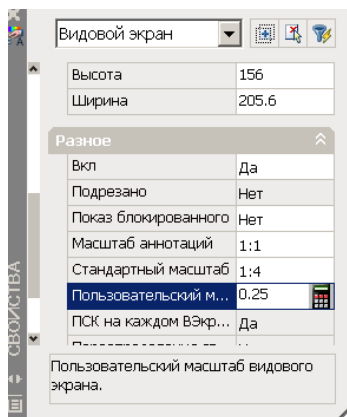 Видовой экран
Высота 156
Ширина 205.6
Разное
Вкл Да
Подрезано Нет
Показ блокированного Нет
Масштаб аннотаций 1:1
Стандартный масштаб 1:4
Пользовательский м... 0.25
ПСК на каждом ВЭкр... Да
СВОЙСТВА
Пользовательский масштаб видового
экрана.